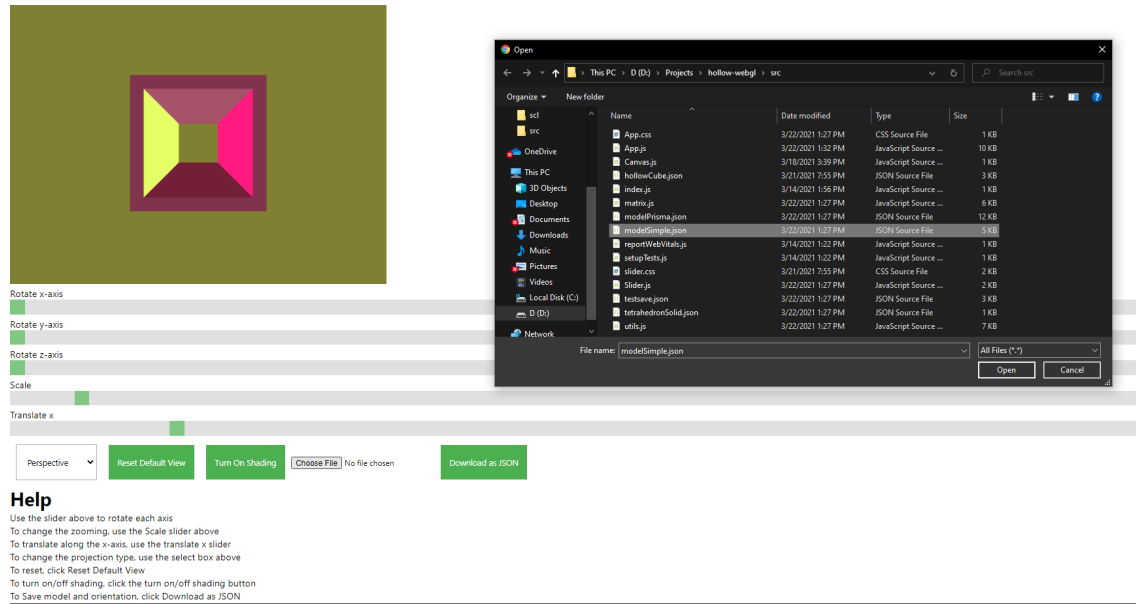 Open
This PC > D (D:) > Projects > hollow-webgl > src
Search src
Organize
New folder
Name Date modified Type Size
scl
src
OneDrive
This PC
3D Objects
Desktop
Documents
Downloads
Music
Pictures
Videos
Local Disk (C:)
D (D:)
Network
App.css 3/22/2021 1:27 PM CSS Source File 1 KB
App.js 3/22/2021 1:32 PM JavaScript Source ... 10 KB
Canvas.js 3/18/2021 3:39 PM JavaScript Source ... 1 KB
hollowCube.json 3/21/2021 7:55 PM JSON Source File 3 KB
index.js 3/14/2021 1:56 PM JavaScript Source ... 1 KB
matrix.js 3/22/2021 1:27 PM JavaScript Source ... 6 KB
modelPrisma.json 3/22/2021 1:27 PM JSON Source File 12 KB
modelSimple.json 3/22/2021 1:27 PM JSON Source File 5 KB
reportWebVitals.js 3/14/2021 1:22 PM JavaScript Source ... 1 KB
setupTests.js 3/14/2021 1:22 PM JavaScript Source ... 1 KB
slider.css 3/21/2021 7:55 PM CSS Source File 2 KB
Slider.js 3/22/2021 1:27 PM JavaScript Source ... 2 KB
testsave.json 3/22/2021 1:27 PM JSON Source File 3 KB
tetrahedronSolid.json 3/22/2021 1:27 PM JSON Source File 1 KB
utils.js 3/22/2021 1:27 PM JavaScript Source ... 7 KB
File name: modelSimple.json
All Files (*.*)
Open
Cancel
Rotate x-axis
Rotate y-axis
Rotate z-axis
Scale
Translate x
Perspective
Reset Default View
Turn On Shading
Choose File No file chosen
Download as JSON
Help
Use the slider above to rotate each axis
To change the zooming, use the Scale slider above
To translate along the x-axis, use the translate x slider
To change the projection type, use the select box above
To reset, click Reset Default View
To turn on/off shading, click the turn on/off shading button
To Save model and orientation, click Download as JSON